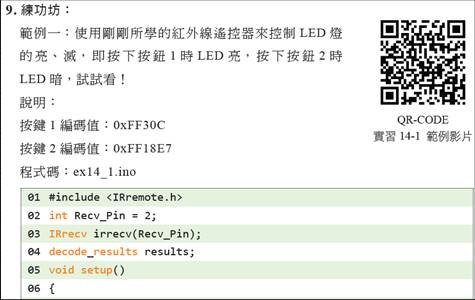 9. 練功坊：
範例一：使用剛剛所學的紅外線遙控器來控制 LED 燈
的亮、滅，即按下按鈕 1 時 LED 亮，按下按鈕 2 時
LED 暗，試試看！
說明：
按鍵 1 編碼值：0xFF30C
按鍵 2 編碼值：0xFF18E7
程式碼：ex14_1.ino
QR-CODE
實習 14-1 範例影片
01 #include <IRremote.h>
02 int Recv_Pin = 2;
03 IRrecv irrecv(Recv_Pin);
04 decode_results results;
05 void setup()
06 {